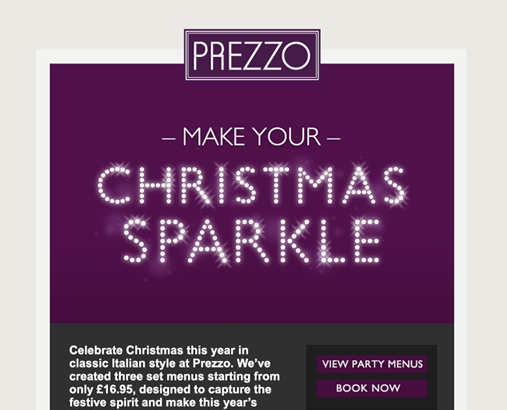 PREZZO
– MAKE YOUR –
CHRISTMAS
SPARKLE
Celebrate Christmas this year in
classic Italian style at Prezzo. We've
created three set menus starting from
only £16.95, designed to capture the
festive spirit and make this year's
VIEW PARTY MENUS
BOOK NOW